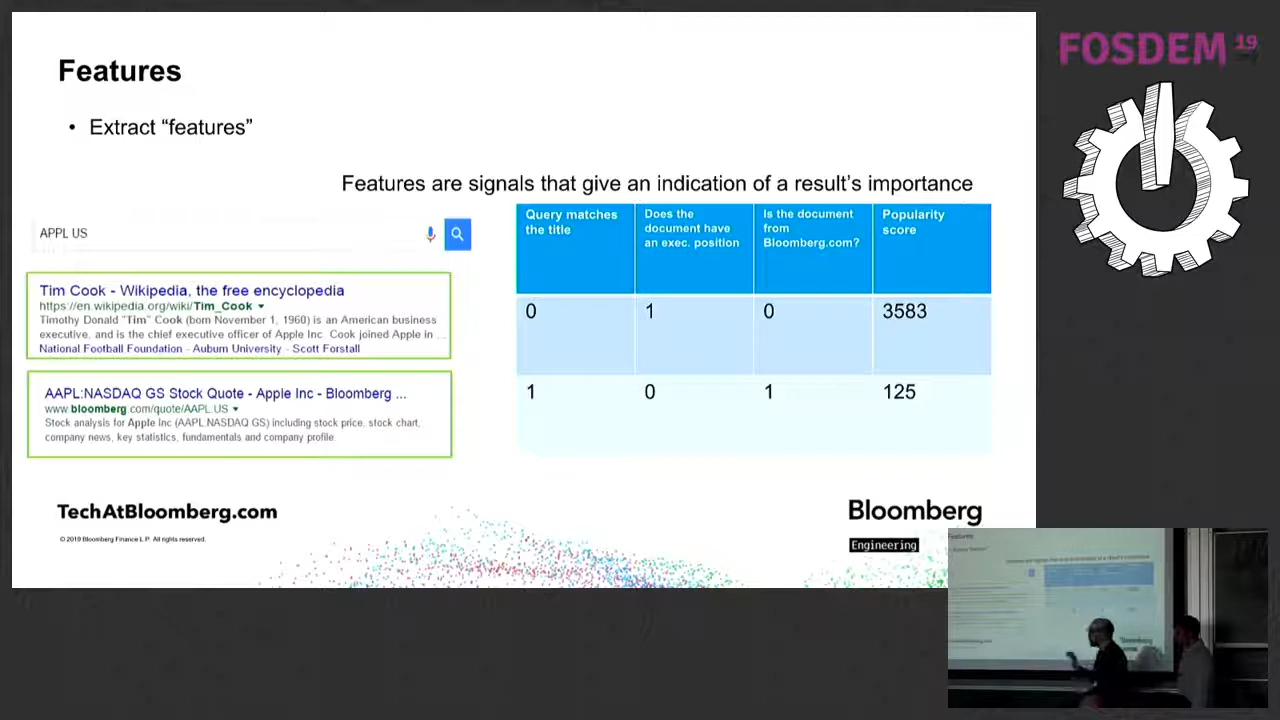 Features
• Extract “features”
Features are signals that give an indication of a result’s importance
APPL US
Tim Cook - Wikipedia, the free encyclopedia
https://en.wikipedia.org/wiki/Tim_Cook
Timothy Donald "Tim" Cook (born November 1, 1960) is an American business
executive, and is the chief executive officer of Apple Inc. Cook joined Apple in ...
National Football Foundation - Auburn University - Scott Forstall
AAPL:NASDAQ GS Stock Quote - Apple Inc - Bloomberg ...
www.bloomberg.com/quote/AAPL:US
Stock analysis for Apple Inc (AAPL:NASDAQ GS) including stock price, stock chart,
company news, key statistics, fundamentals and company profile.
Query matches
the title
Does the
document have
an exec. position
Is the document
from
Bloomberg.com?
Popularity
score
0 1 0 3583
1 0 1 125
TechAtBloomberg.com
© 2019 Bloomberg Finance L.P. All rights reserved.
Bloomberg
Engineering
FOSDEM 19
Features